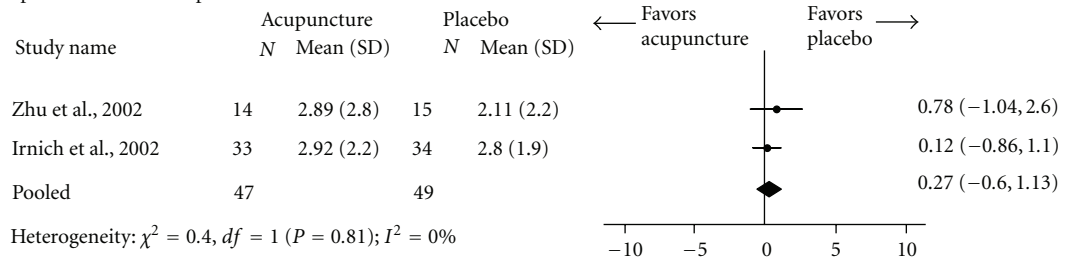 Acupuncture Placebo Favors Favors
Study name N Mean (SD) N Mean (SD) acupuncture placebo
Zhu et al., 2002 14 2.89 (2.8) 15 2.11 (2.2) 0.78 (−1.04, 2.6)
Irnich et al., 2002 33 2.92 (2.2) 34 2.8 (1.9) 0.12 (−0.86, 1.1)
Pooled 47 49 0.27 (−0.6, 1.13)
Heterogeneity: χ² = 0.4, df = 1 (P = 0.81); I² = 0%
−10 −5 0 5 10